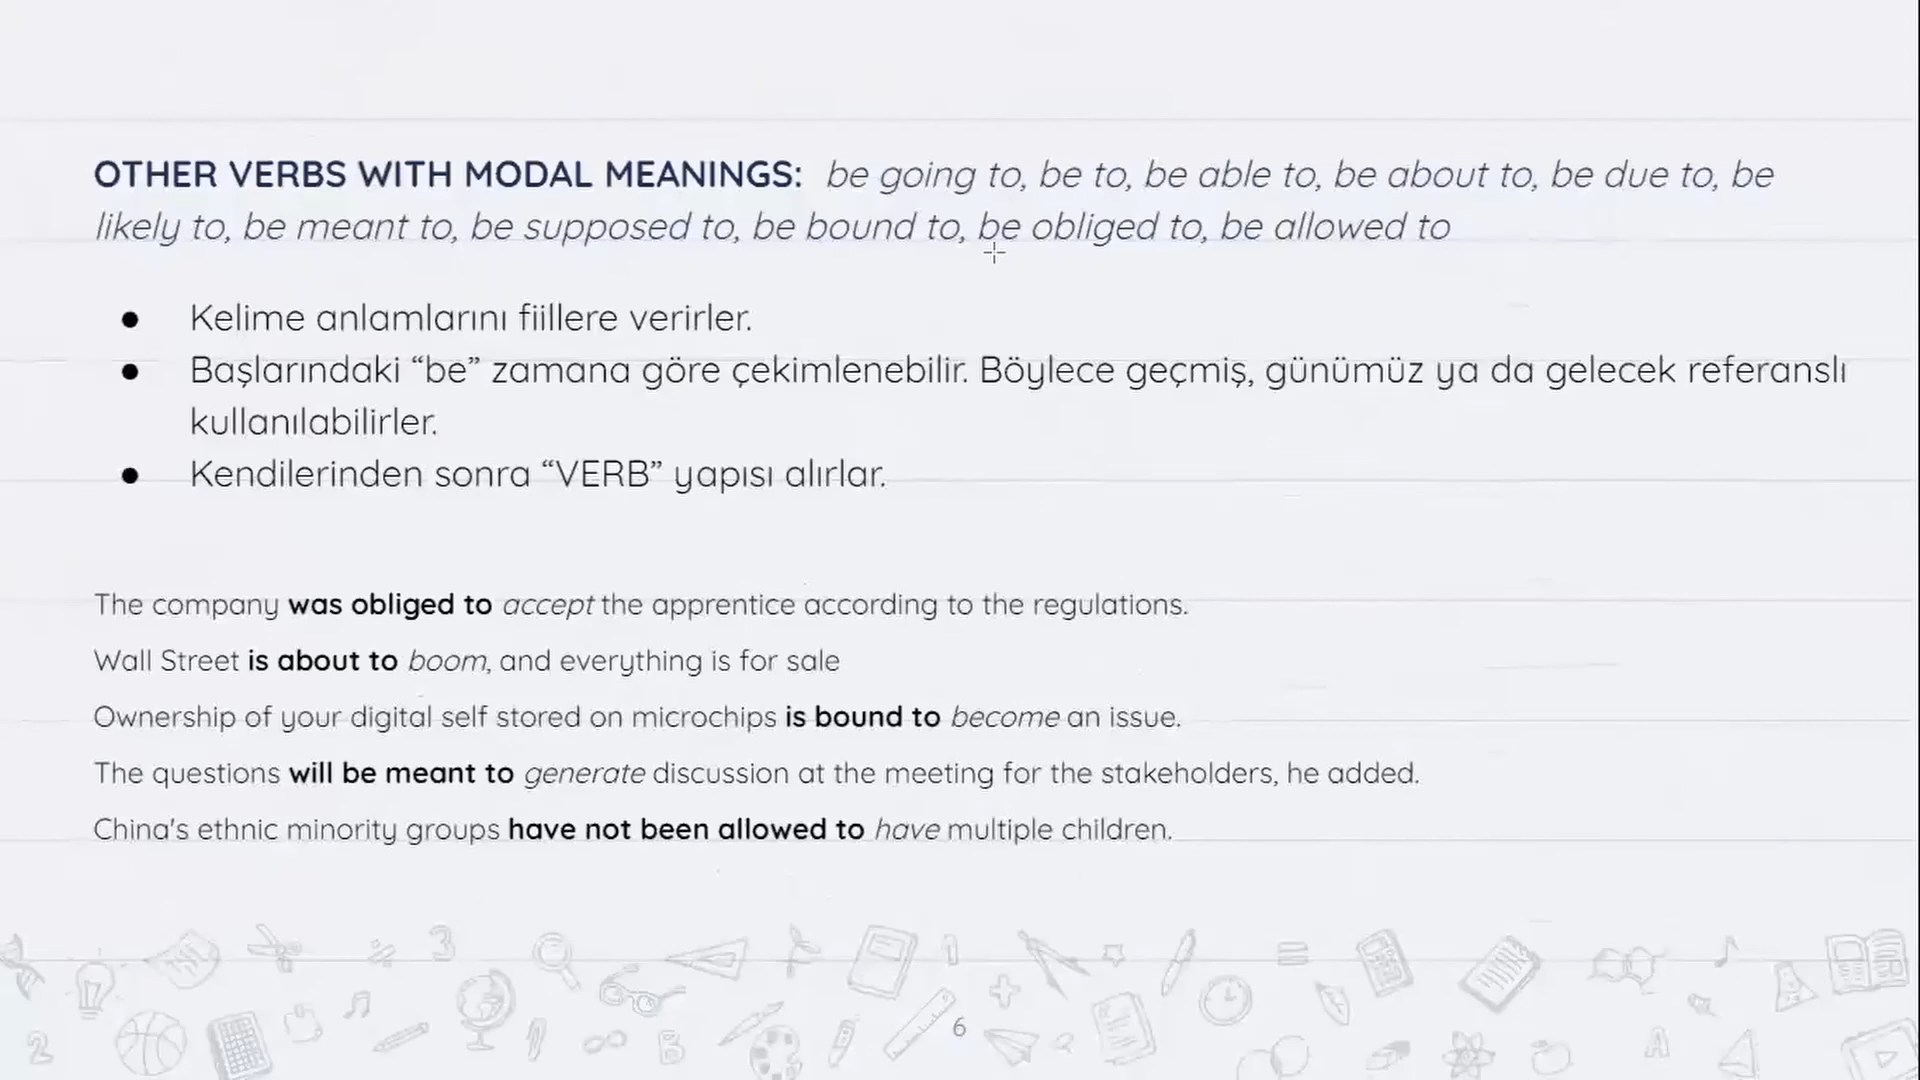 OTHER VERBS WITH MODAL MEANINGS: be going to, be to, be able to, be about to, be due to, be
likely to, be meant to, be supposed to, be bound to, be obliged to, be allowed to
● Kelime anlamlarını fiillere verirler.
● Başlarındaki “be” zamana göre çekimlenebilir. Böylece geçmiş, günümüz ya da gelecek referanslı
kullanılabilirler.
● Kendilerinden sonra “VERB” yapısı alırlar.
The company was obliged to accept the apprentice according to the regulations.
Wall Street is about to boom, and everything is for sale
Ownership of your digital self stored on microchips is bound to become an issue.
The questions will be meant to generate discussion at the meeting for the stakeholders, he added.
China's ethnic minority groups have not been allowed to have multiple children.
6